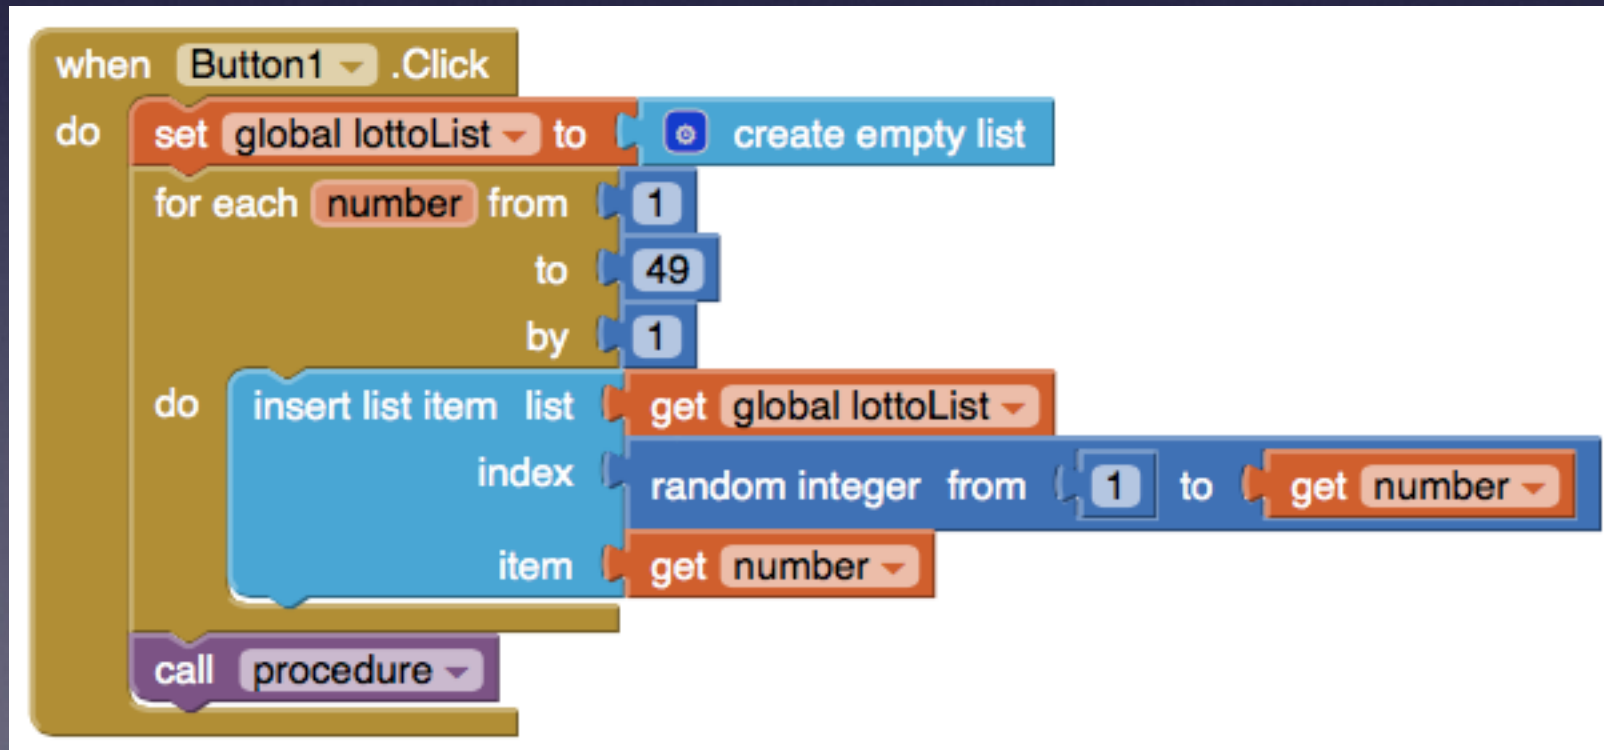 when Button1 .Click
do set global lottoList to create empty list
for each number from 1
to 49
by 1
do insert list item list get global lottoList
index random integer from 1 to get number
item get number
call procedure